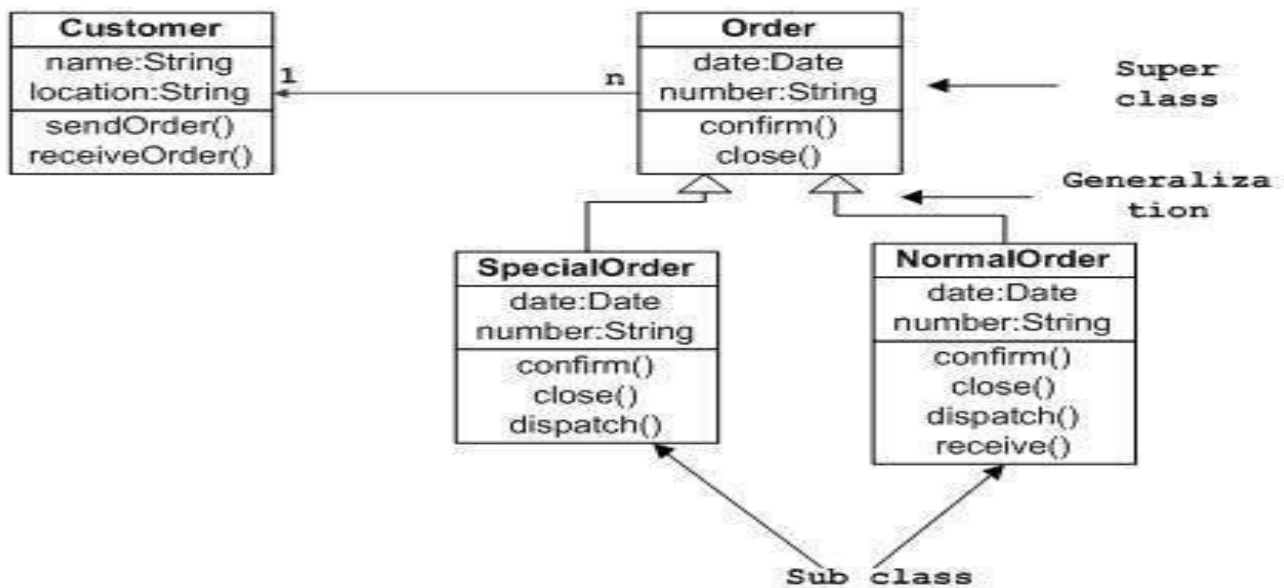 Customer
name:String
location:String
sendOrder()
receiveOrder()
1
n
Order
date:Date
number:String
confirm()
close()
Super
class
Generaliza
tion
SpecialOrder
date:Date
number:String
confirm()
close()
dispatch()
NormalOrder
date:Date
number:String
confirm()
close()
dispatch()
receive()
Sub class